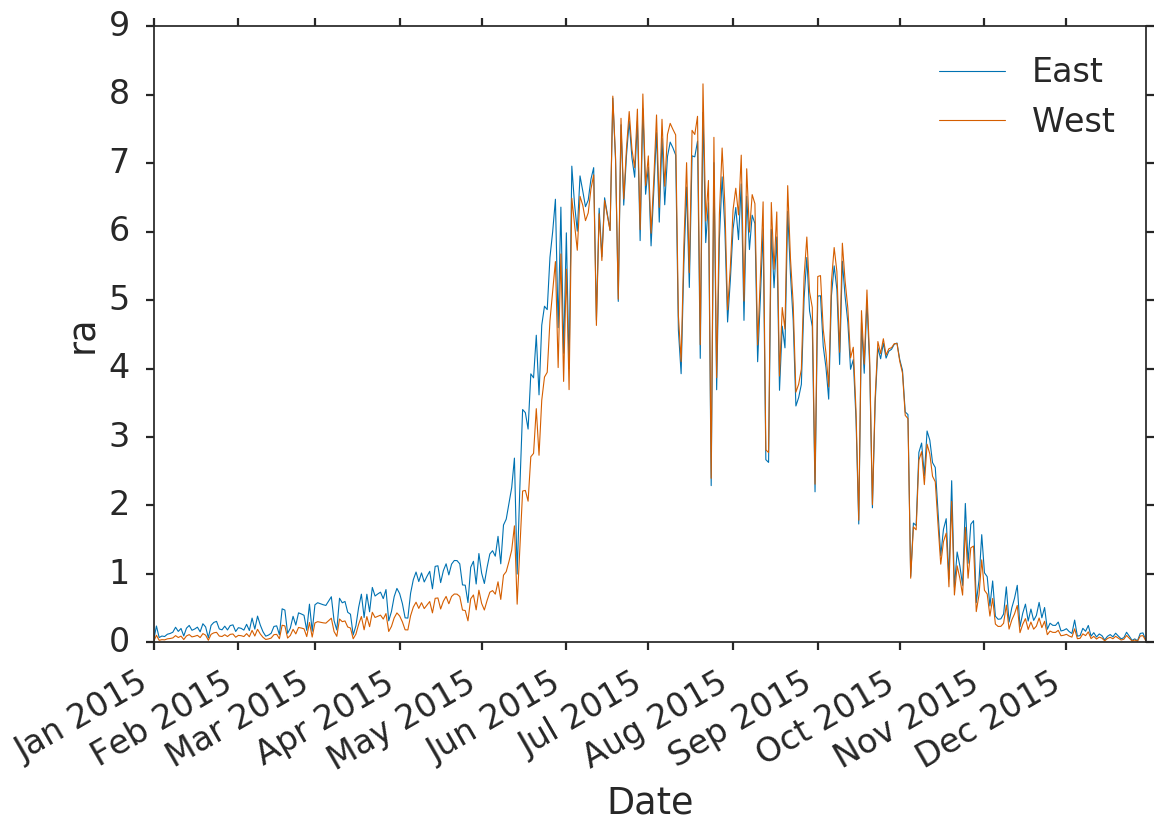 9
8
7
6
5
4
3
2
1
0
ra
East
West
Jan 2015
Feb 2015
Mar 2015
Apr 2015
May 2015
Jun 2015
Jul 2015
Aug 2015
Sep 2015
Oct 2015
Nov 2015
Dec 2015
Date